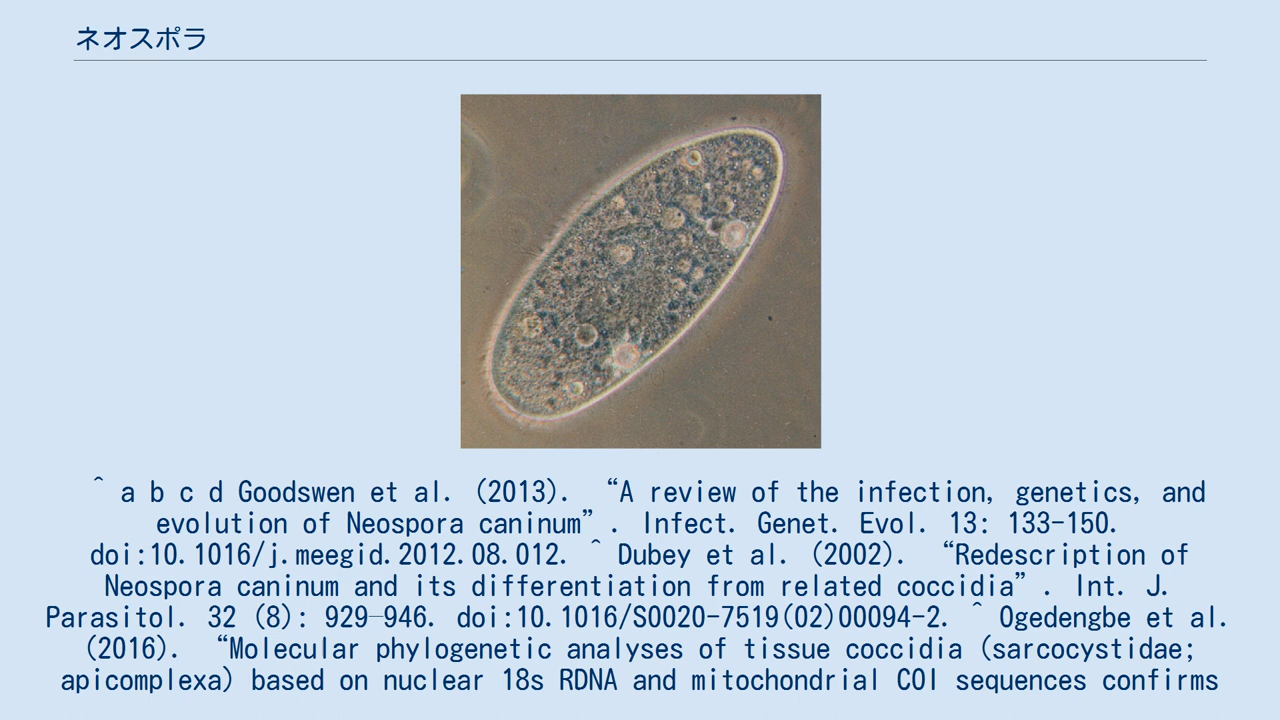 ネオスポラ
^ a b c d Goodswen et al. (2013). “A review of the infection, genetics, and
evolution of Neospora caninum”. Infect. Genet. Evol. 13: 133-150.
doi:10.1016/j.meegid.2012.08.012. ^ Dubey et al. (2002). “Redescription of
Neospora caninum and its differentiation from related coccidia”. Int. J.
Parasitol. 32 (8): 929–946. doi:10.1016/S0020-7519(02)00094-2. ^ Ogedengbe et al.
(2016). “Molecular phylogenetic analyses of tissue coccidia (sarcocystidae;
apicomplexa) based on nuclear 18s RDNA and mitochondrial COI sequences confirms